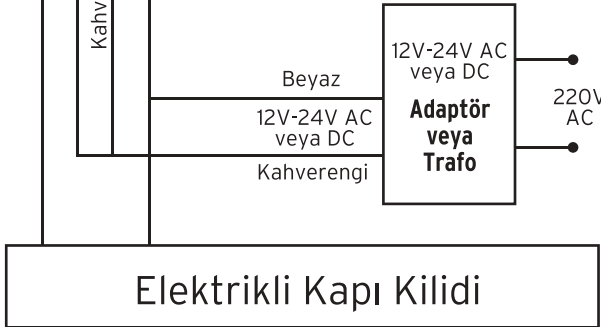 Kahv
Beyaz
12V-24V AC
veya DC
Kahverengi
12V-24V AC
veya DC
Adaptör
veya
Trafo
220V
AC
Elektrikli Kapı Kilidi